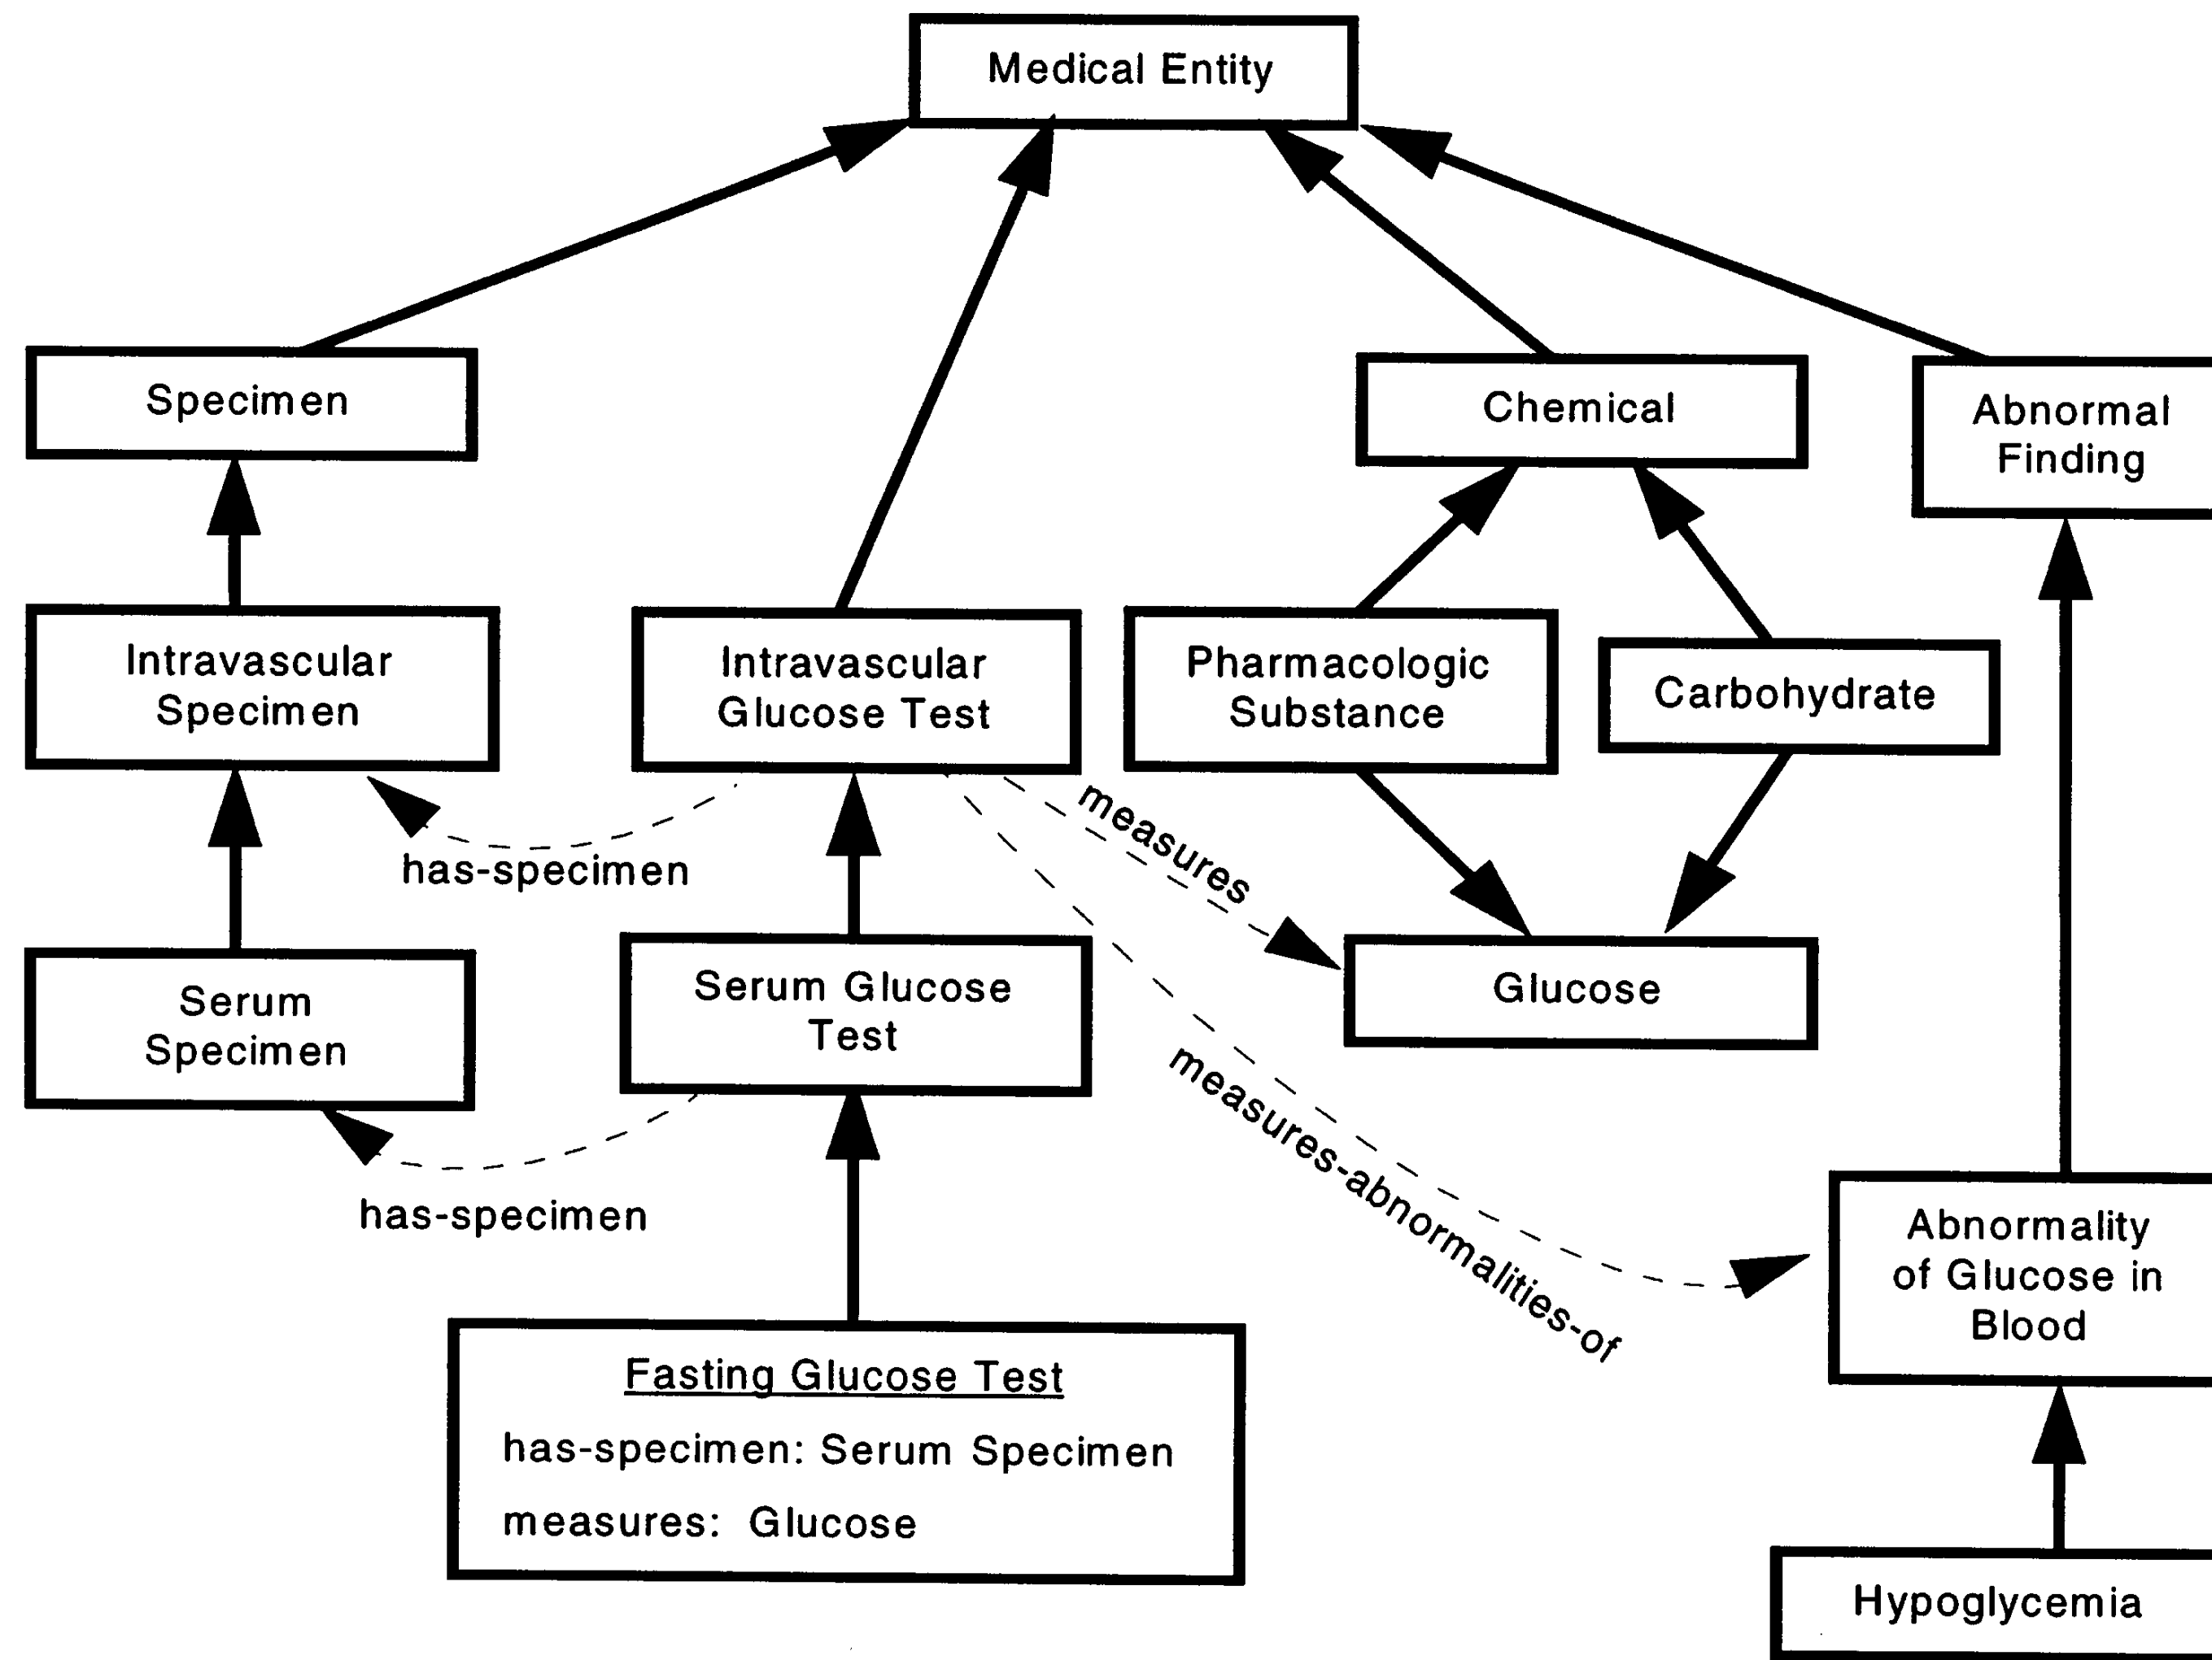 Medical Entity
Specimen
Chemical
Abnormal
Finding
Intravascular
Specimen
Intravascular
Glucose Test
Pharmacologic
Substance
Carbohydrate
has-specimen
measures
Serum
Specimen
Serum Glucose
Test
Glucose
has-specimen
measures-abnormalities-of
Abnormality
of Glucose in
Blood
Fasting Glucose Test
has-specimen: Serum Specimen
measures: Glucose
Hypoglycemia